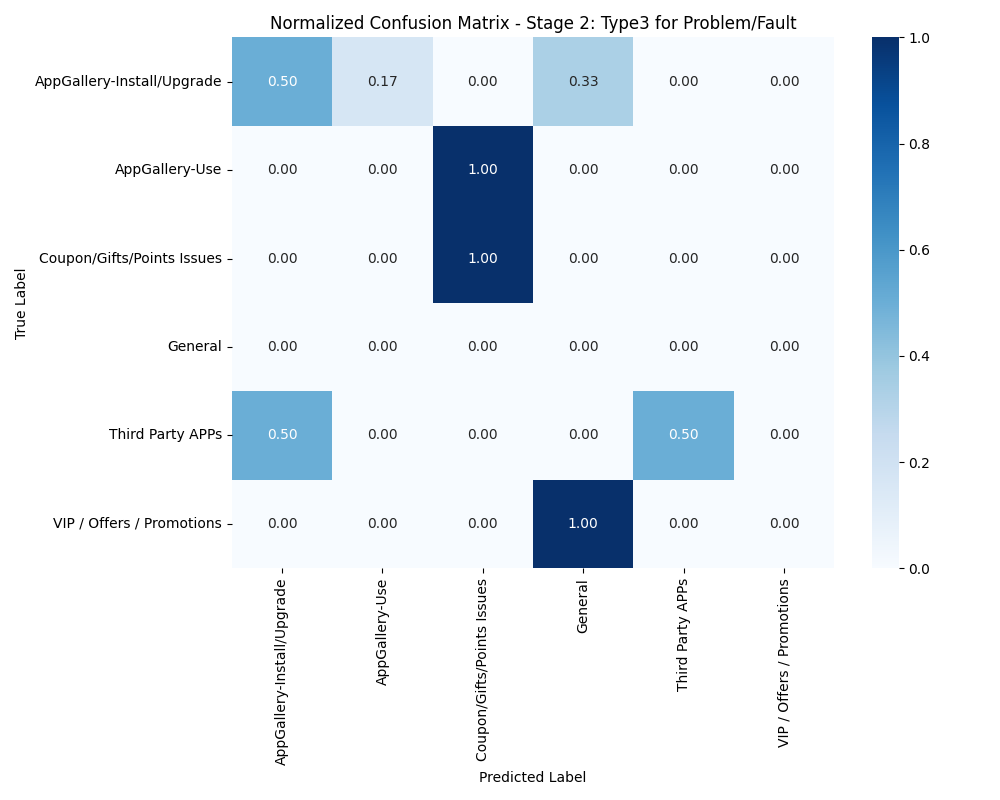 Normalized Confusion Matrix - Stage 2: Type3 for Problem/Fault
True Label
AppGallery-Install/Upgrade 0.50 0.17 0.00 0.33 0.00 0.00
AppGallery-Use 0.00 0.00 1.00 0.00 0.00 0.00
Coupon/Gifts/Points Issues 0.00 0.00 1.00 0.00 0.00 0.00
General 0.00 0.00 0.00 0.00 0.00 0.00
Third Party APPs 0.50 0.00 0.00 0.00 0.50 0.00
VIP / Offers / Promotions 0.00 0.00 0.00 1.00 0.00 0.00
AppGallery-Install/Upgrade
AppGallery-Use
Coupon/Gifts/Points Issues
General
Third Party APPs
VIP / Offers / Promotions
Predicted Label
1.0
0.8
0.6
0.4
0.2
0.0